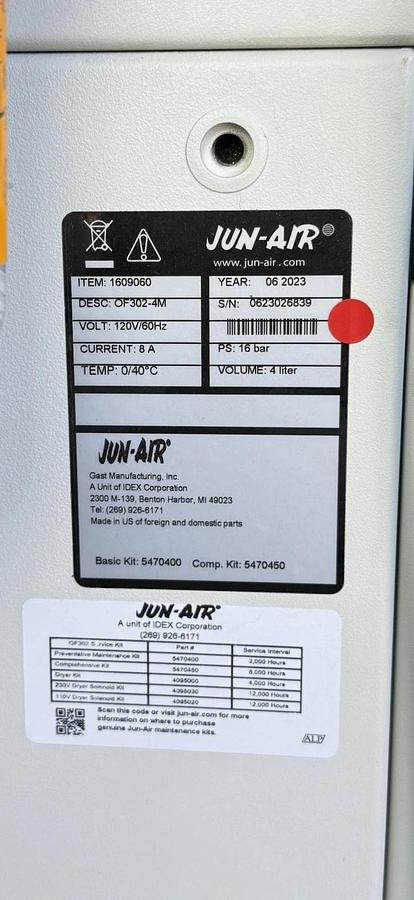 JUN-AIR®
www.jun-air.com
ITEM: 1609060
YEAR: 06 2023
DESC: OF302-4M
S/N: 0623026839
VOLT: 120V/60Hz
CURRENT: 8 A
PS: 16 bar
TEMP: 0/40°C
VOLUME: 4 liter
JUN-AIR®
Gast Manufacturing, Inc.
A Unit of IDEX Corporation
2300 M-139, Benton Harbor, MI 49023
Tel: (269) 926-6171
Made in US of foreign and domestic parts
Basic Kit: 5470400 Comp. Kit: 5470450
JUN-AIR®
A unit of IDEX Corporation
(269) 926-6171
OF302 Service Kit Part # Service Interval
Preventative Maintenance Kit 5470400 2,000 Hours
Comprehensive Kit 5470450 8,000 Hours
Dryer Kit 4095000 4,000 Hours
230V Dryer Solenoid Kit 4095030 12,000 Hours
110V Dryer Solenoid Kit 4095020 12,000 Hours
Scan this code or visit jun-air.com for more
information on where to purchase
genuine Jun-Air maintenance kits.
ALP